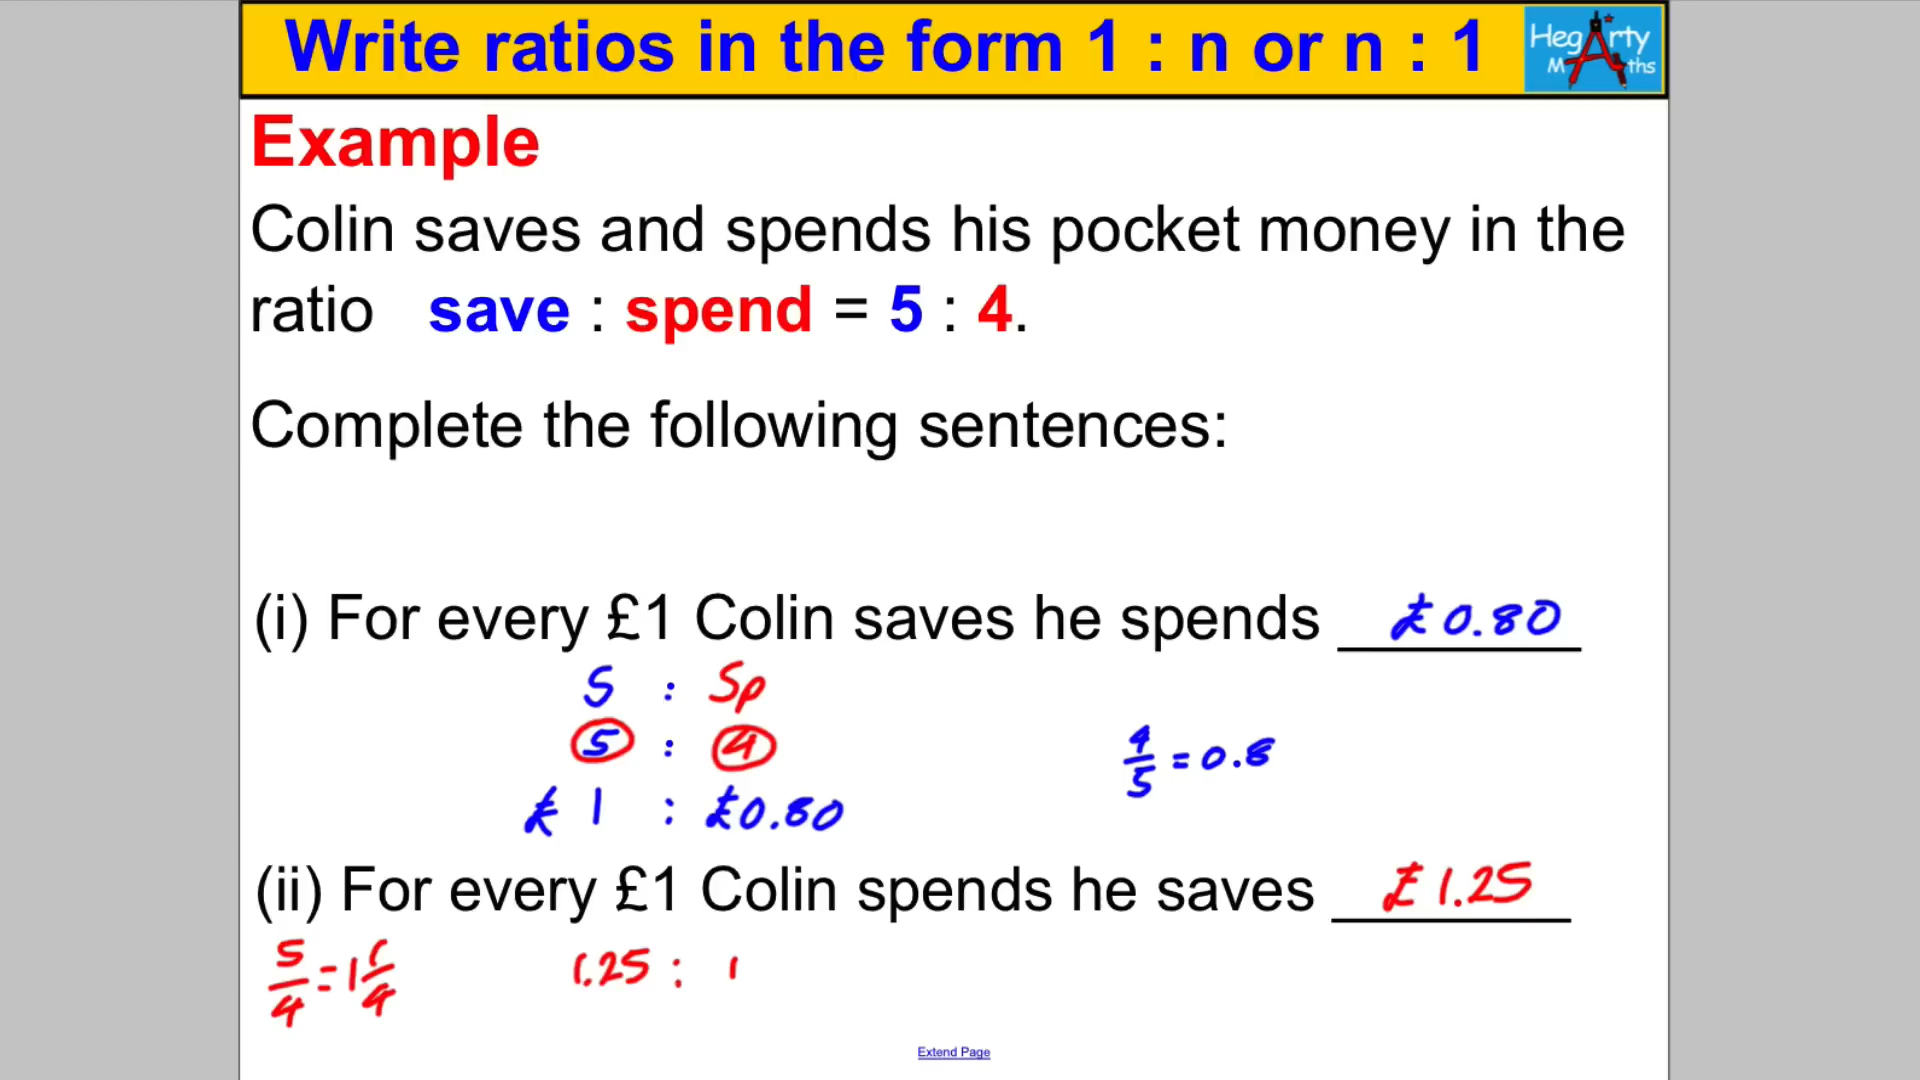 Write ratios in the form 1 : n or n : 1
Hegarty
Maths
Example
Colin saves and spends his pocket money in the
ratio save : spend = 5 : 4.
Complete the following sentences:
(i) For every £1 Colin saves he spends £0.80
S : Sp
5 : 4
4/5 = 0.8
£ 1 : £0.80
(ii) For every £1 Colin spends he saves £1.25
5/4 = 1 1/4
1.25 : 1
Extend Page